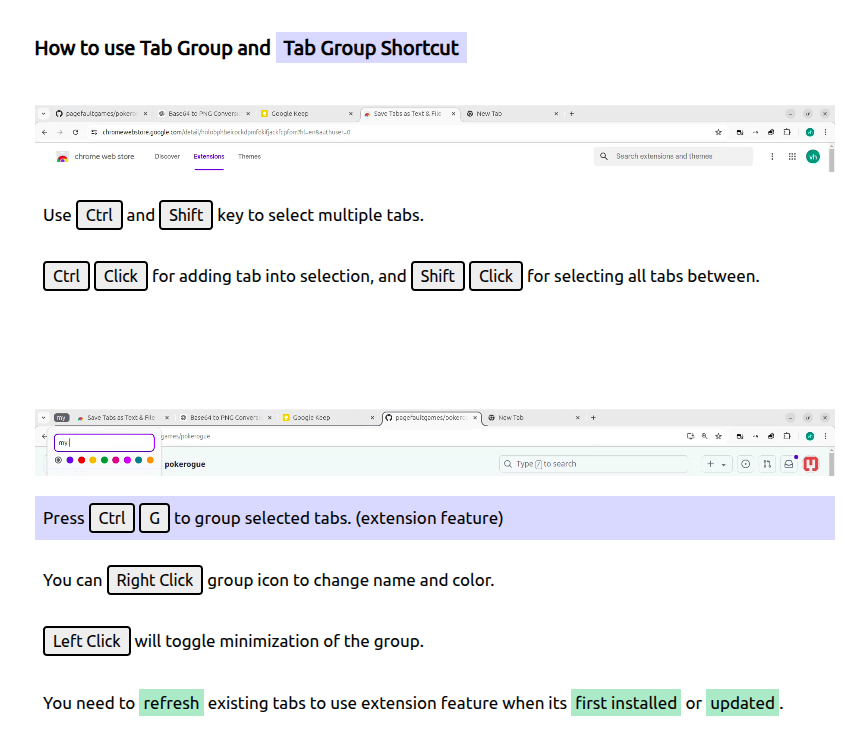 How to use Tab Group and Tab Group Shortcut
pagefaultgames/pokerog Base64 to PNG Conversi Google Keep Save Tabs as Text & File New Tab
chromewebstore.google.com/detail/
chrome web store Discover Extensions Themes Search extensions and themes vh
Use Ctrl and Shift key to select multiple tabs.
Ctrl Click for adding tab into selection, and Shift Click for selecting all tabs between.
my Save Tabs as Text & File Base64 to PNG Conversi Google Keep pagefaultgames/pokero New Tab
games/pokerogue
my
pokerogue Type / to search
Press Ctrl G to group selected tabs. (extension feature)
You can Right Click group icon to change name and color.
Left Click will toggle minimization of the group.
You need to refresh existing tabs to use extension feature when its first installed or updated.